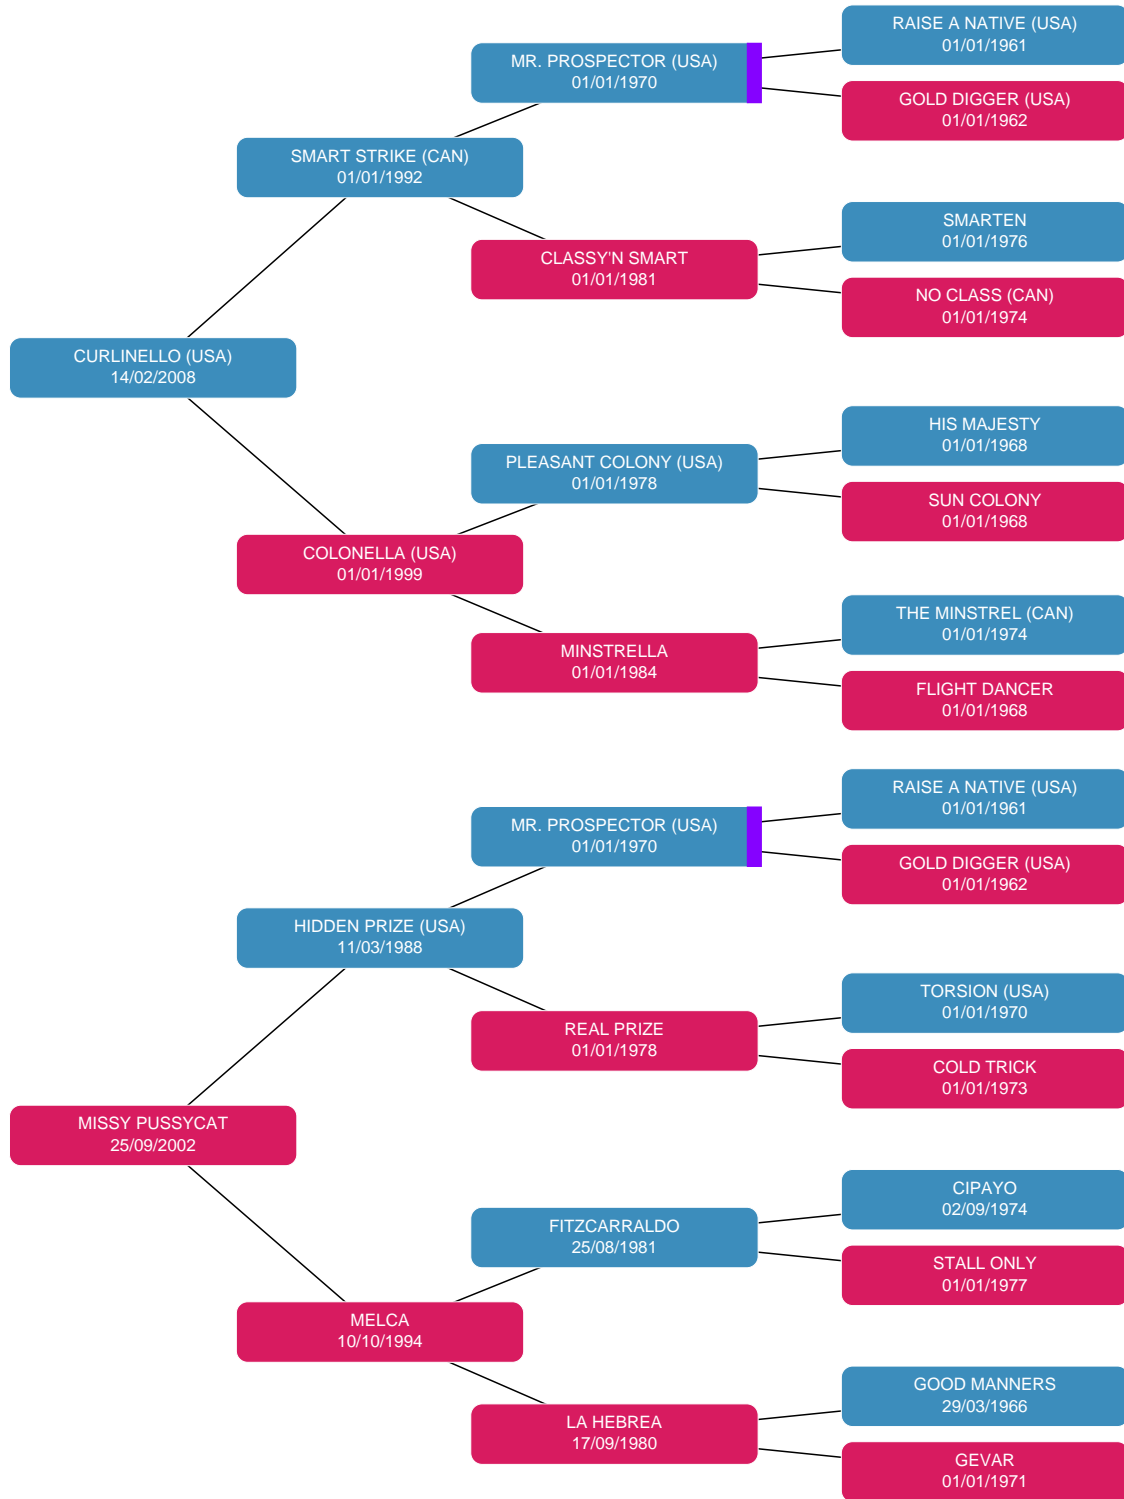 RAISE A NATIVE (USA)
01/01/1961
MR. PROSPECTOR (USA)
01/01/1970
GOLD DIGGER (USA)
01/01/1962
SMART STRIKE (CAN)
01/01/1992
SMARTEN
01/01/1976
CLASSY'N SMART
01/01/1981
NO CLASS (CAN)
01/01/1974
CURLINELLO (USA)
14/02/2008
HIS MAJESTY
01/01/1968
PLEASANT COLONY (USA)
01/01/1978
SUN COLONY
01/01/1968
COLONELLA (USA)
01/01/1999
THE MINSTREL (CAN)
01/01/1974
MINSTRELLA
01/01/1984
FLIGHT DANCER
01/01/1968
RAISE A NATIVE (USA)
01/01/1961
MR. PROSPECTOR (USA)
01/01/1970
GOLD DIGGER (USA)
01/01/1962
HIDDEN PRIZE (USA)
11/03/1988
TORSION (USA)
01/01/1970
REAL PRIZE
01/01/1978
COLD TRICK
01/01/1973
MISSY PUSSYCAT
25/09/2002
CIPAYO
02/09/1974
FITZCARRALDO
25/08/1981
STALL ONLY
01/01/1977
MELCA
10/10/1994
GOOD MANNERS
29/03/1966
LA HEBREA
17/09/1980
GEVAR
01/01/1971